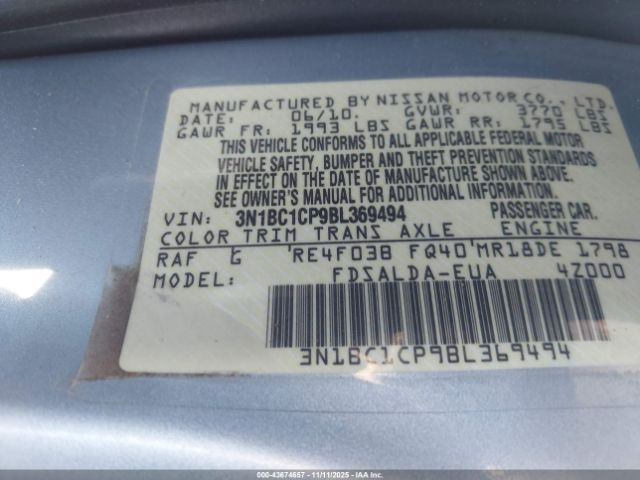 MANUFACTURED BY NISSAN MOTOR CO., LTD.
DATE: 06/10. GVWR: 3770 LBS
GAWR FR: 1993 LBS GAWR RR: 1795 LBS
THIS VEHICLE CONFORMS TO ALL APPLICABLE FEDERAL MOTOR
VEHICLE SAFETY, BUMPER AND THEFT PREVENTION STANDARDS
IN EFFECT ON THE DATE OF MANUFACTURE SHOWN ABOVE.
SEE OWNER'S MANUAL FOR ADDITIONAL INFORMATION.
VIN: 3N1BC1CP9BL369494 PASSENGER CAR.
COLOR TRIM TRANS AXLE ENGINE
RAF G RE4F03B FQ40 MR18DE 1798
MODEL: FDSALDA-EUA 4Z000
3N1BC1CP9BL369494
© IAA-43674657 - 11/11/2025 - IAAI.COM